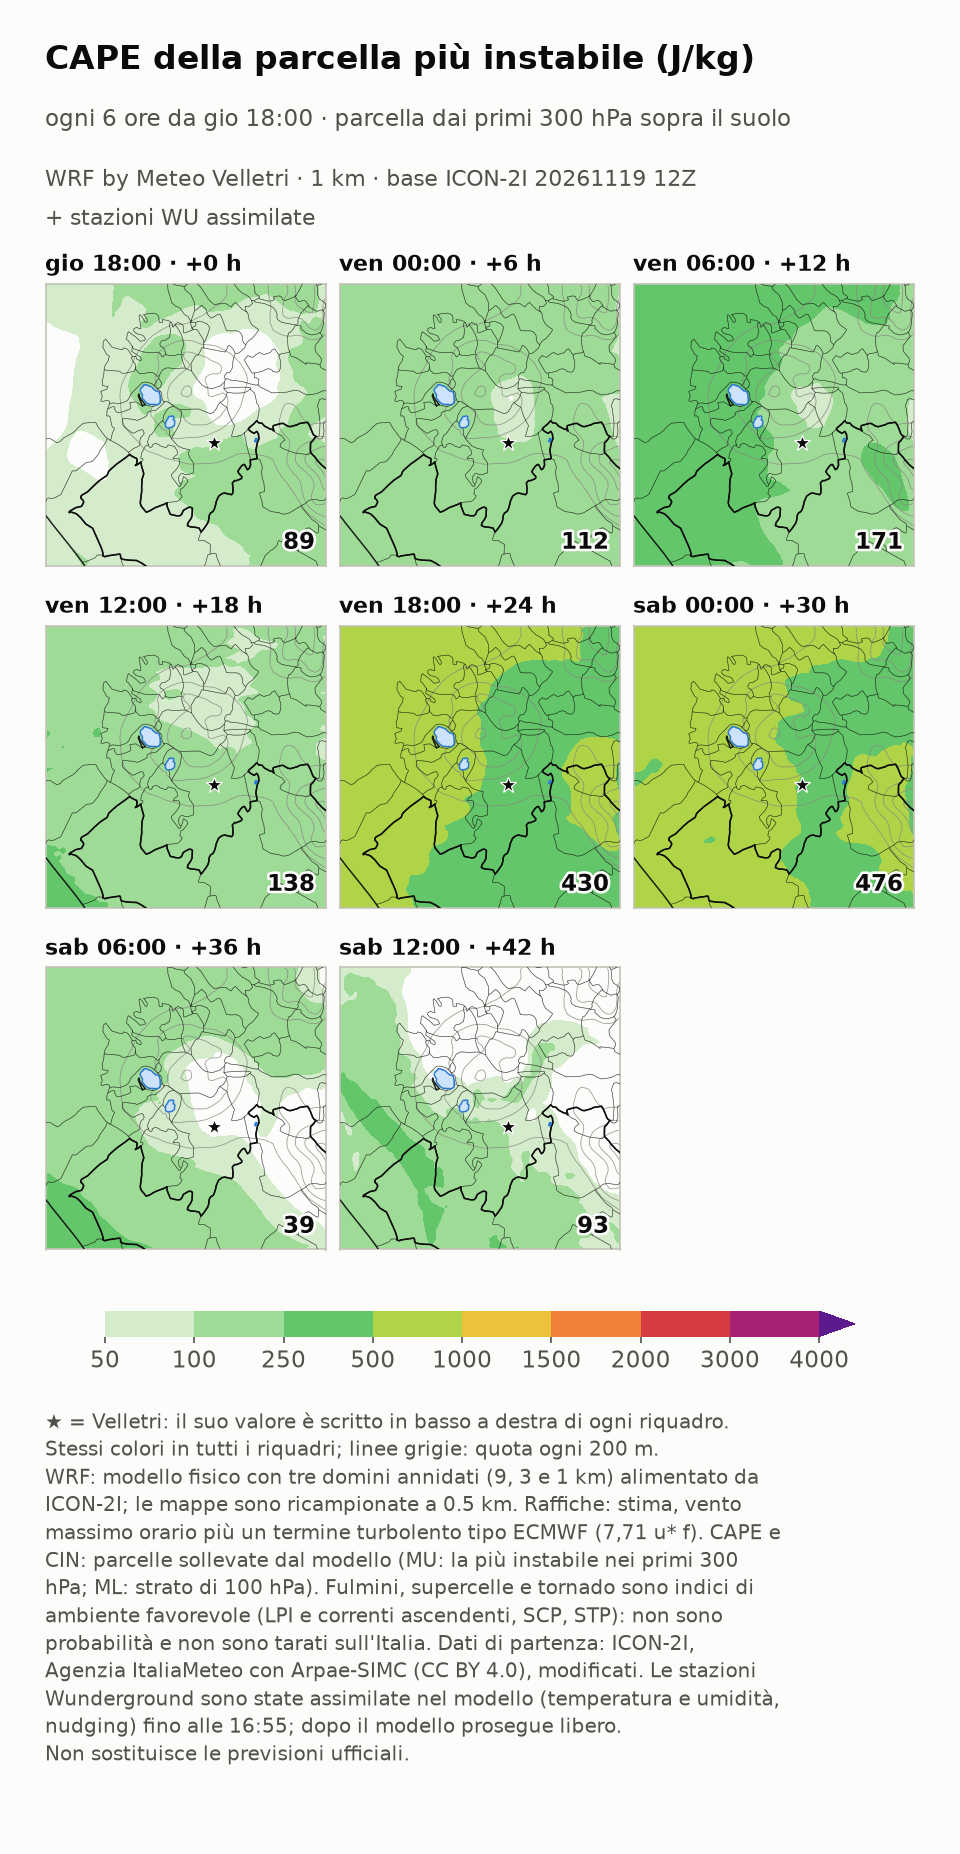 CAPE della parcella più instabile (J/kg)
ogni 6 ore da gio 18:00 · parcella dai primi 300 hPa sopra il suolo
WRF by Meteo Velletri · 1 km · base ICON-2I 20261119 12Z
+ stazioni WU assimilate
gio 18:00 · +0 h
ven 00:00 · +6 h
ven 06:00 · +12 h
89
112
171
ven 12:00 · +18 h
ven 18:00 · +24 h
sab 00:00 · +30 h
138
430
476
sab 06:00 · +36 h
sab 12:00 · +42 h
39
93
50 100 250 500 1000 1500 2000 3000 4000
★ = Velletri: il suo valore è scritto in basso a destra di ogni riquadro.
Stessi colori in tutti i riquadri; linee grigie: quota ogni 200 m.
WRF: modello fisico con tre domini annidati (9, 3 e 1 km) alimentato da
ICON-2I; le mappe sono ricampionate a 0.5 km. Raffiche: stima, vento
massimo orario più un termine turbolento tipo ECMWF (7,71 u* f). CAPE e
CIN: parcelle sollevate dal modello (MU: la più instabile nei primi 300
hPa; ML: strato di 100 hPa). Fulmini, supercelle e tornado sono indici di
ambiente favorevole (LPI e correnti ascendenti, SCP, STP): non sono
probabilità e non sono tarati sull'Italia. Dati di partenza: ICON-2I,
Agenzia ItaliaMeteo con Arpae-SIMC (CC BY 4.0), modificati. Le stazioni
Wunderground sono state assimilate nel modello (temperatura e umidità,
nudging) fino alle 16:55; dopo il modello prosegue libero.
Non sostituisce le previsioni ufficiali.